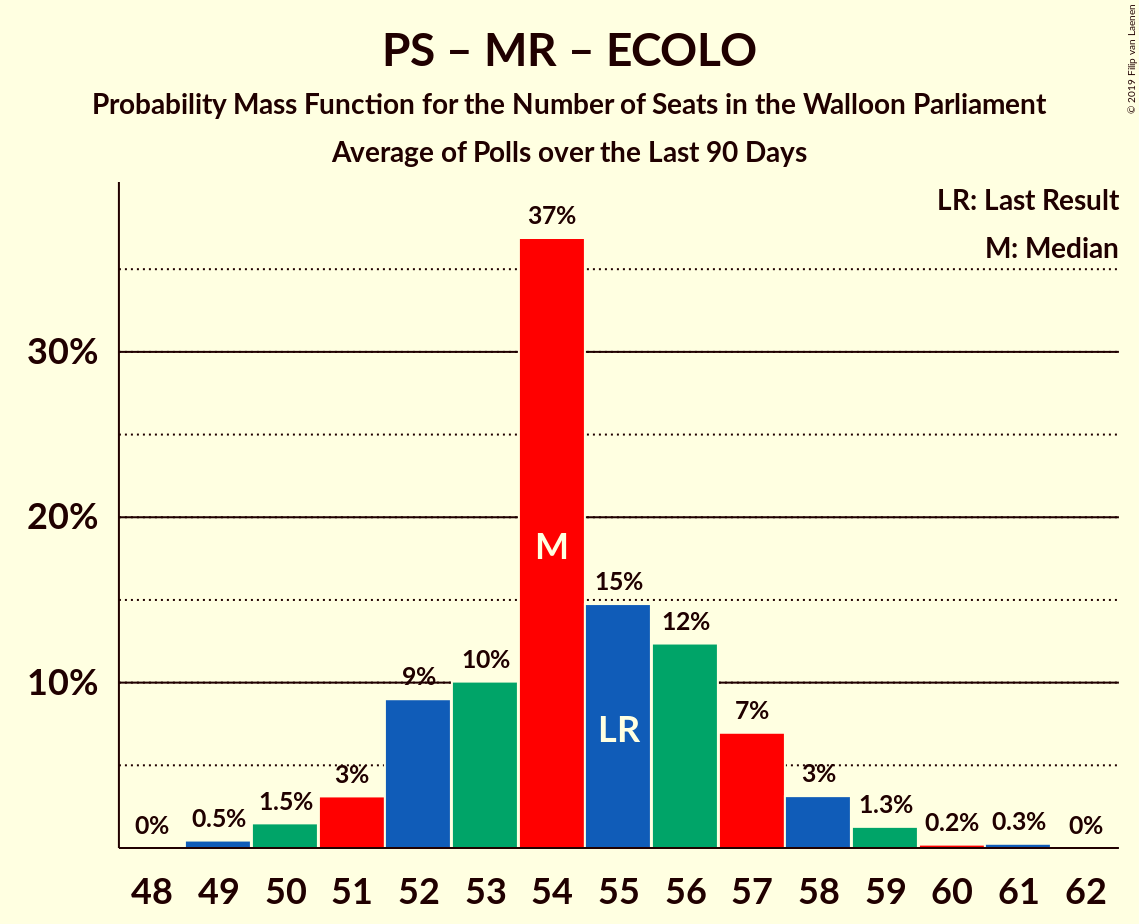 PS – MR – ECOLO
Probability Mass Function for the Number of Seats in the Walloon Parliament
Average of Polls over the Last 90 Days
© 2019 Filip van Laenen
LR: Last Result
M: Median
37%
30%
20%
M
15%
12%
10%
10%
9%
7%
LR
3%
3%
1.5%
1.3%
0.5%
0.2%
0.3%
0%
0%
48 49 50 51 52 53 54 55 56 57 58 59 60 61 62